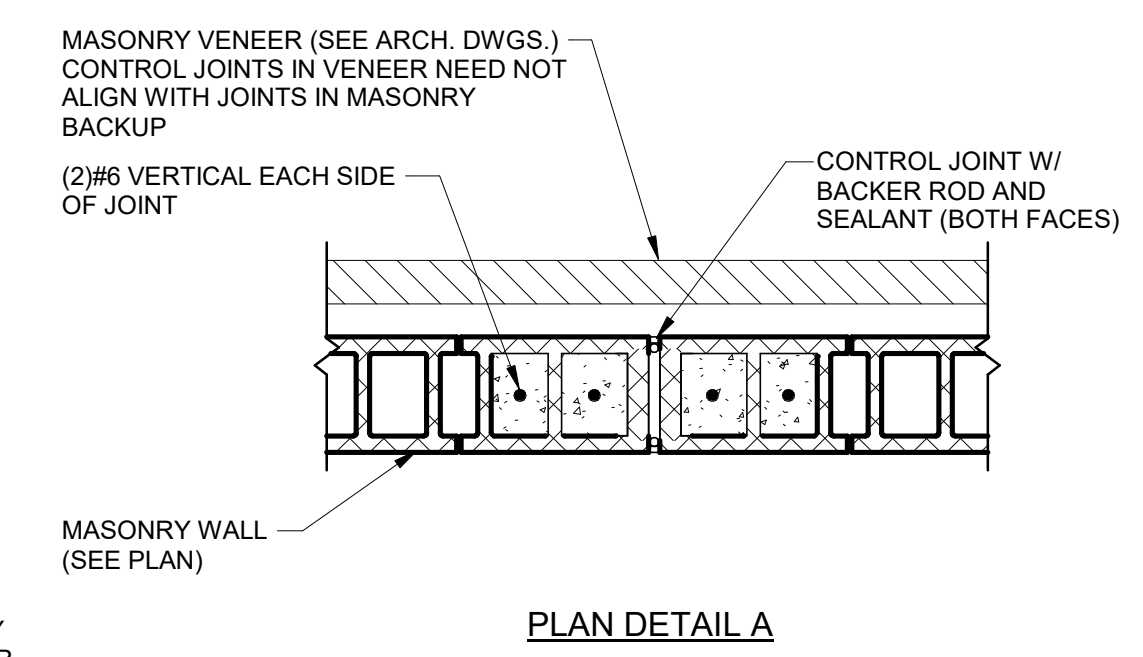 MASONRY VENEER (SEE ARCH. DWGS.)
CONTROL JOINTS IN VENEER NEED NOT
ALIGN WITH JOINTS IN MASONRY
BACKUP
(2)#6 VERTICAL EACH SIDE
OF JOINT
CONTROL JOINT W/
BACKER ROD AND
SEALANT (BOTH FACES)
MASONRY WALL
(SEE PLAN)
PLAN DETAIL A